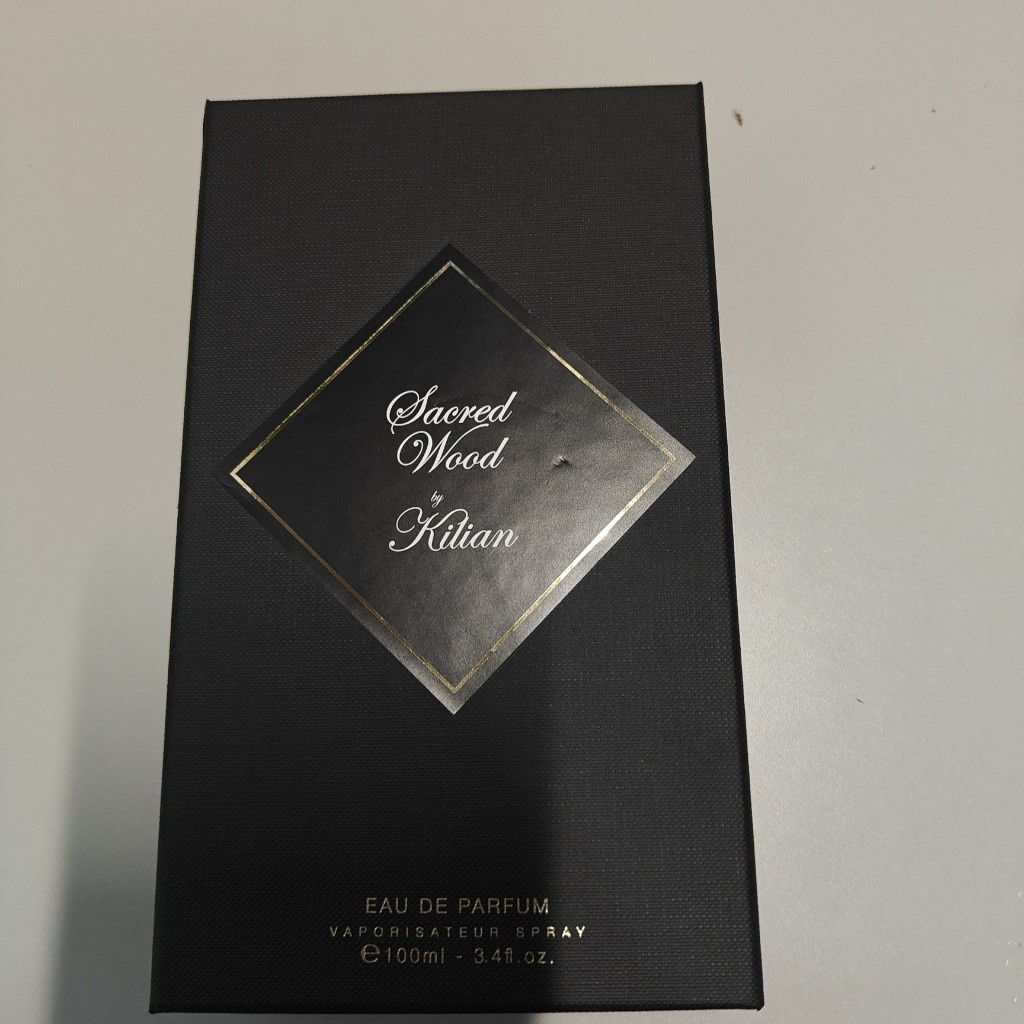 Sacred
Wood
by
Kilian
EAU DE PARFUM
VAPORISATEUR SPRAY
℮100ml - 3.4fl.oz.